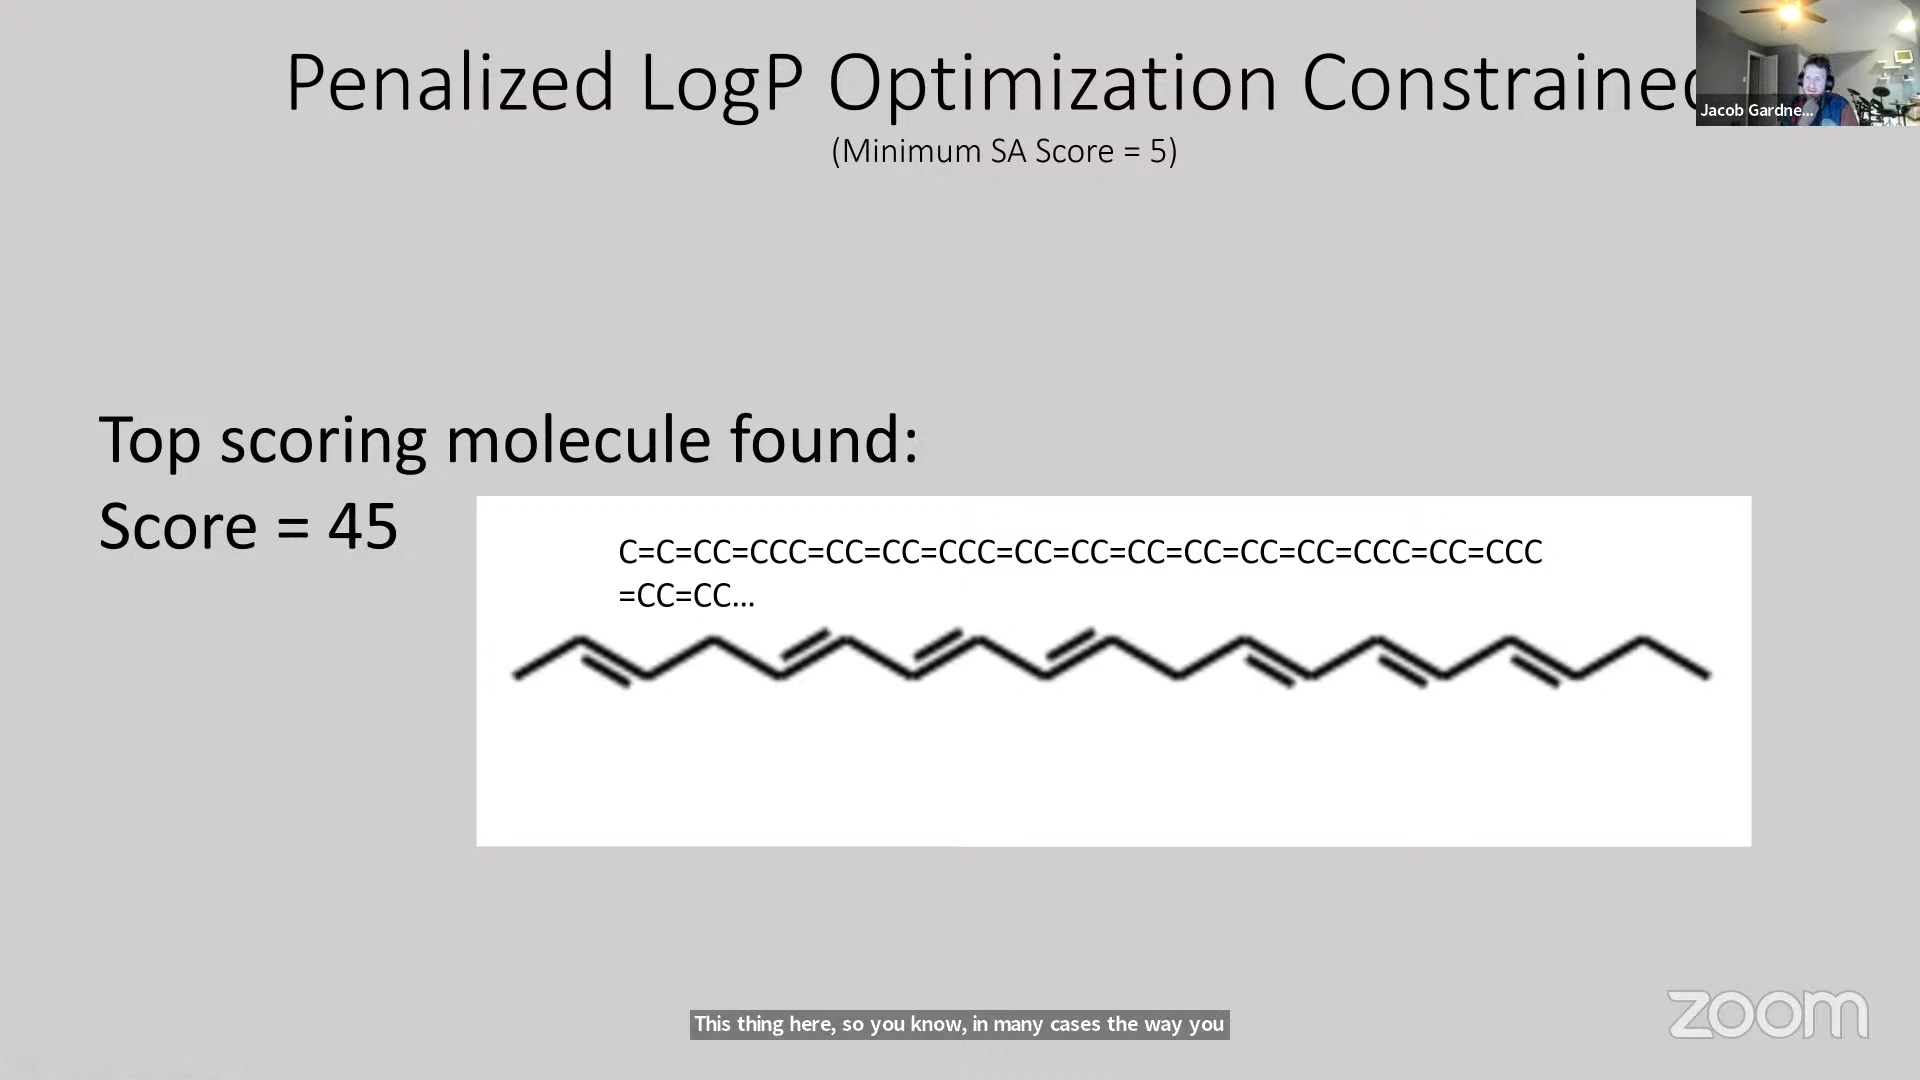 Penalized LogP Optimization Constrained
(Minimum SA Score = 5)
Jacob Gardne...
Top scoring molecule found:
Score = 45
C=C=CC=CCC=CC=CC=CCC=CC=CC=CC=CC=CC=CC=CCC=CC=CCC
=CC=CC...
This thing here, so you know, in many cases the way you
zoom